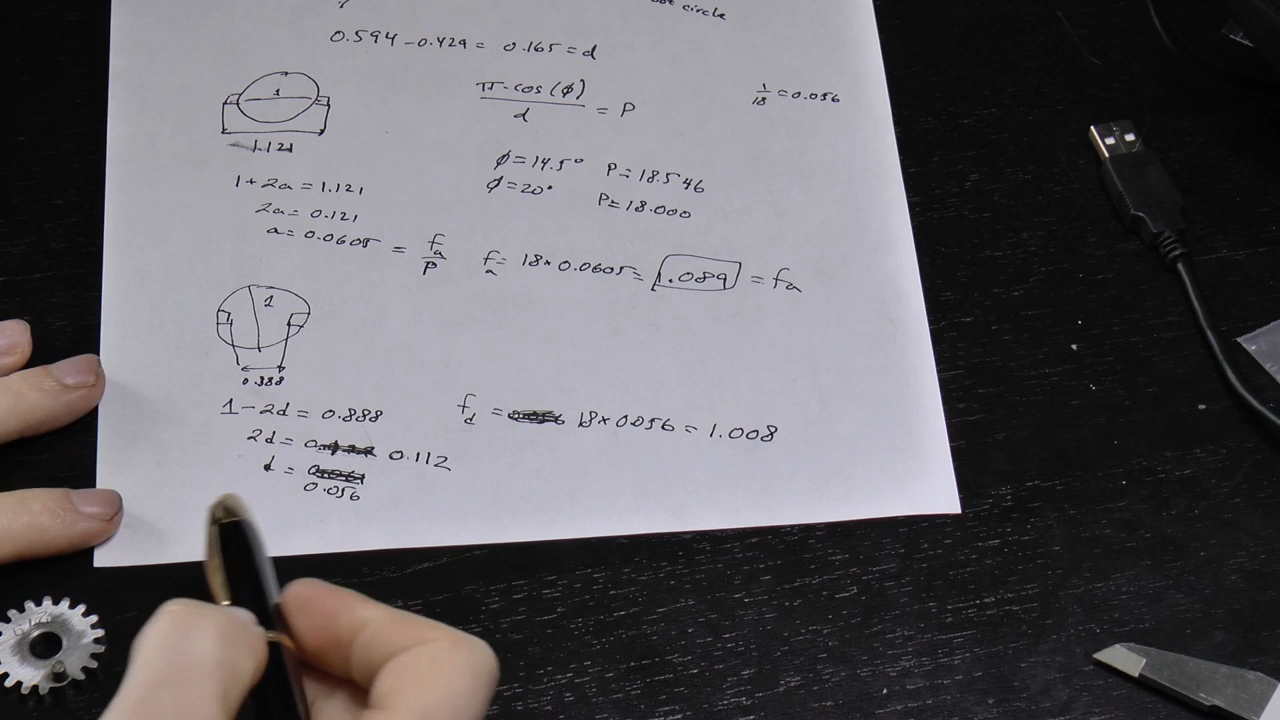 circle
0.594 - 0.429 = 0.165 = d
1
1.121
π·cos(ϕ)/d = P
1/18 = 0.056
ϕ = 14.5° P = 18.546
ϕ = 20° P = 18.000
1 + 2a = 1.121
2a = 0.121
a = 0.0605 = fa/P fa = 18 × 0.0605 = 1.089 = fa
1
0.888
1 - 2d = 0.888
2d = 0.112
d =
0.056
fd = 18 × 0.056 = 1.008